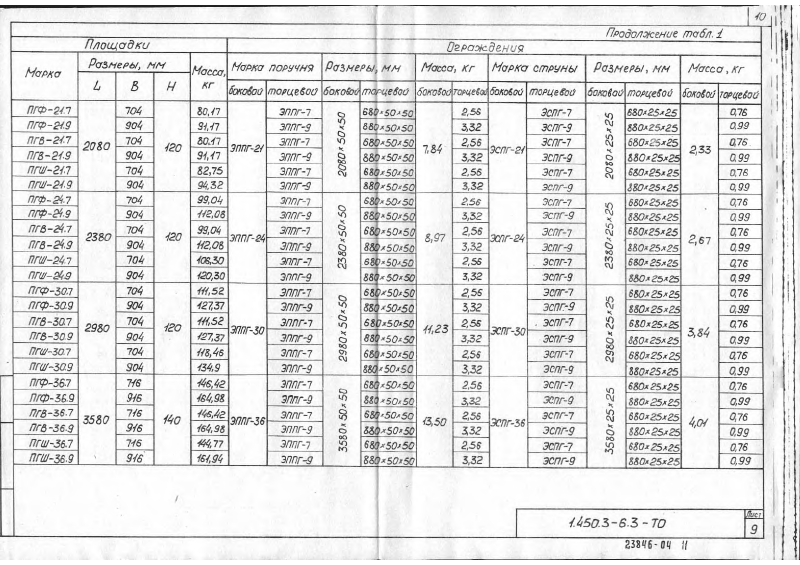 10
Продолжение табл. 1
Площадки Ограждения
Марка Размеры, мм Масса, кг Марка поручня Размеры, мм Масса, кг Марка струны Размеры, мм Масса, кг
L B H боковой торцевой боковой торцевой боковой торцевой боковой торцевой боковой торцевой боковой торцевой
ПГФ-21.7 2080 704 120 80,17 ЭППГ-21 ЭППГ-7 2080×50×50 680×50×50 7,84 2,56 ЭСПГ-21 ЭСПГ-7 2080×25×25 680×25×25 2,33 0,76
ПГФ-21.9 904 91,17 ЭППГ-9 880×50×50 3,32 ЭСПГ-9 880×25×25 0,99
ПГВ-21.7 704 80,17 ЭППГ-7 680×50×50 2,56 ЭСПГ-7 680×25×25 0,76
ПГВ-21.9 904 91,17 ЭППГ-9 880×50×50 3,32 ЭСПГ-9 880×25×25 0,99
ПГШ-21.7 704 82,75 ЭППГ-7 680×50×50 2,56 ЭСПГ-7 680×25×25 0,76
ПГШ-21.9 904 94,32 ЭППГ-9 880×50×50 3,32 ЭСПГ-9 880×25×25 0,99
ПГФ-24.7 2380 704 120 99,04 ЭППГ-24 ЭППГ-7 2380×50×50 680×50×50 8,97 2,56 ЭСПГ-24 ЭСПГ-7 2380×25×25 680×25×25 2,67 0,76
ПГФ-24.9 904 112,08 ЭППГ-9 880×50×50 3,32 ЭСПГ-9 880×25×25 0,99
ПГВ-24.7 704 99,04 ЭППГ-7 680×50×50 2,56 ЭСПГ-7 680×25×25 0,76
ПГВ-24.9 904 112,08 ЭППГ-9 880×50×50 3,32 ЭСПГ-9 880×25×25 0,99
ПГШ-24.7 704 106,30 ЭППГ-7 680×50×50 2,56 ЭСПГ-7 680×25×25 0,76
ПГШ-24.9 904 120,30 ЭППГ-9 880×50×50 3,32 ЭСПГ-9 880×25×25 0,99
ПГФ-30.7 2980 704 120 111,52 ЭППГ-30 ЭППГ-7 2980×50×50 680×50×50 11,23 2,56 ЭСПГ-30 ЭСПГ-7 2980×25×25 680×25×25 3,84 0,76
ПГФ-30.9 904 127,37 ЭППГ-9 880×50×50 3,32 ЭСПГ-9 880×25×25 0,99
ПГВ-30.7 704 111,52 ЭППГ-7 680×50×50 2,56 ЭСПГ-7 680×25×25 0,76
ПГВ-30.9 904 127,37 ЭППГ-9 880×50×50 3,32 ЭСПГ-9 880×25×25 0,99
ПГШ-30.7 704 118,46 ЭППГ-7 680×50×50 2,56 ЭСПГ-7 680×25×25 0,76
ПГШ-30.9 904 134,9 ЭППГ-9 880×50×50 3,32 ЭСПГ-9 880×25×25 0,99
ПГФ-36.7 3580 716 140 146,42 ЭППГ-36 ЭППГ-7 3580×50×50 680×50×50 13,50 2,56 ЭСПГ-36 ЭСПГ-7 3580×25×25 680×25×25 4,01 0,76
ПГФ-36.9 916 164,98 ЭППГ-9 880×50×50 3,32 ЭСПГ-9 880×25×25 0,99
ПГВ-36.7 716 146,42 ЭППГ-7 680×50×50 2,56 ЭСПГ-7 680×25×25 0,76
ПГВ-36.9 916 164,98 ЭППГ-9 880×50×50 3,32 ЭСПГ-9 880×25×25 0,99
ПГШ-36.7 716 144,77 ЭППГ-7 680×50×50 2,56 ЭСПГ-7 680×25×25 0,76
ПГШ-36.9 916 161,94 ЭППГ-9 880×50×50 3,32 ЭСПГ-9 880×25×25 0,99
1.450.3-6.3-ТО
Лист
9
23846-04 11